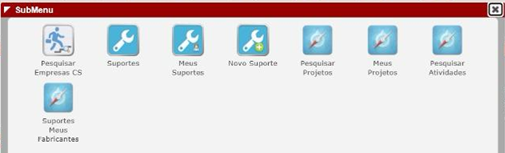 SubMenu
Pesquisar
Empresas CS
Suportes
Meus
Suportes
Novo Suporte
Pesquisar
Projetos
Meus
Projetos
Pesquisar
Atividades
Suportes
Meus
Fabricantes